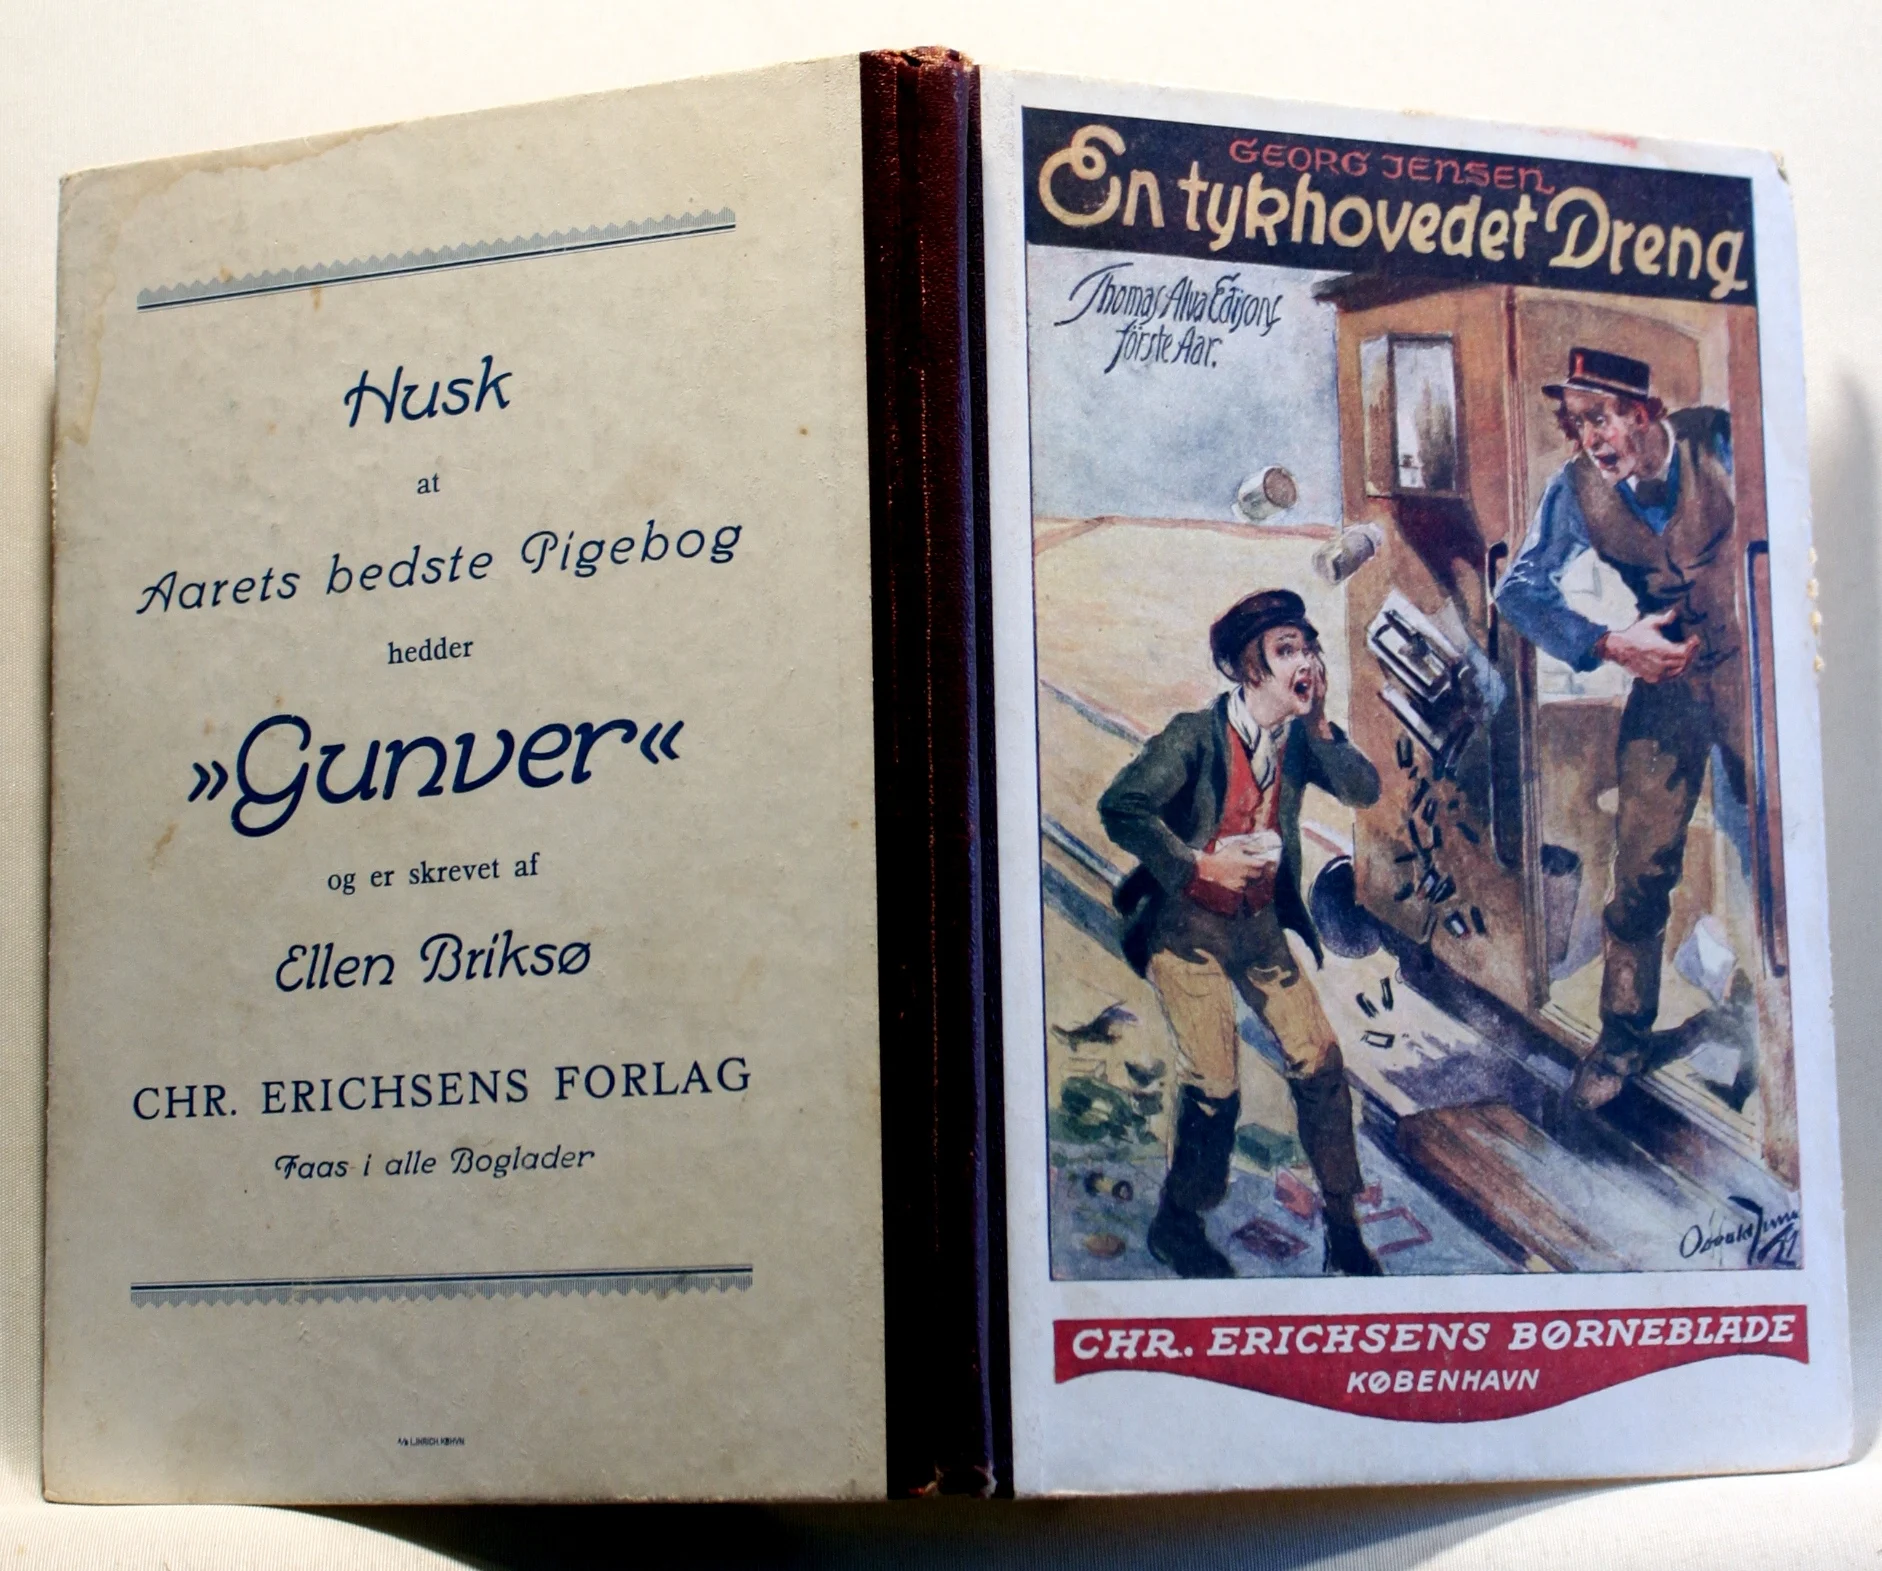 Husk
at
Aarets bedste Pigebog
hedder
»Gunver«
og er skrevet af
Ellen Briksø
CHR. ERICHSENS FORLAG
Faas i alle Boglader
GEORG JENSEN
En tykhovedet Dreng
Thomas Alva Edisons
förste Aar.
CHR. ERICHSENS BØRNEBLADE
KØBENHAVN